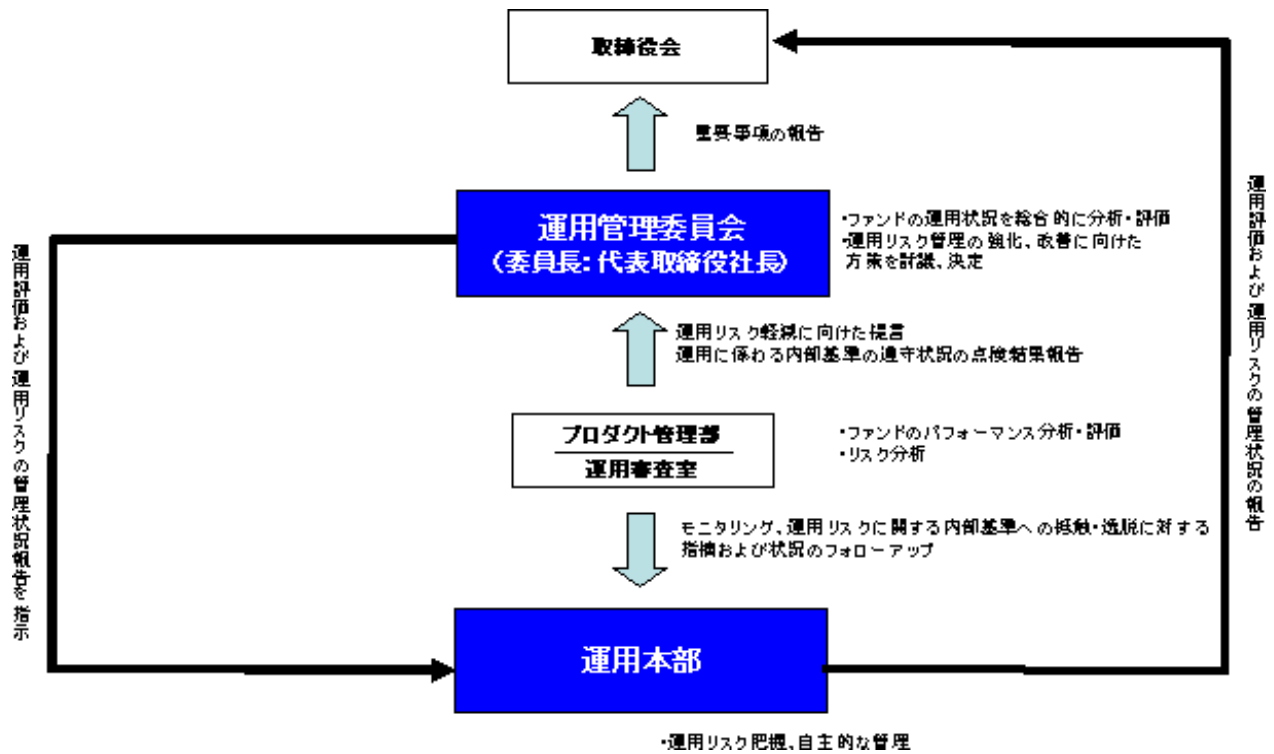 取締役会
重要事項の報告
運用管理委員会
（委員長：代表取締役社長）
・ファンドの運用状況を総合的に分析・評価
・運用リスク管理の強化、改善に向けた
方策を討議、決定
運用リスク軽減に向けた提言
運用に係わる内部基準の遵守状況の点検結果報告
プロダクト管理部
運用審査室
・ファンドのパフォーマンス分析・評価
・リスク分析
モニタリング、運用リスクに関する内部基準への抵触・逸脱に対する
指摘および状況のフォローアップ
運用本部
・運用リスク把握、自主的な管理
運用評価および運用リスクの管理状況報告を指示
運用評価および運用リスクの管理状況の報告